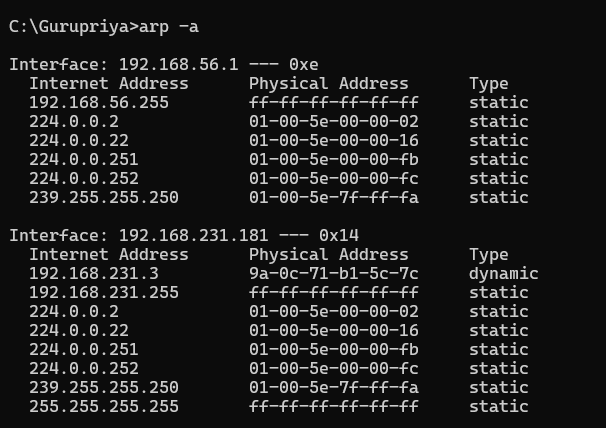 C:\Gurupriya>arp -a
Interface: 192.168.56.1 --- 0xe
Internet Address Physical Address Type
192.168.56.255 ff-ff-ff-ff-ff-ff static
224.0.0.2 01-00-5e-00-00-02 static
224.0.0.22 01-00-5e-00-00-16 static
224.0.0.251 01-00-5e-00-00-fb static
224.0.0.252 01-00-5e-00-00-fc static
239.255.255.250 01-00-5e-7f-ff-fa static
Interface: 192.168.231.181 --- 0x14
Internet Address Physical Address Type
192.168.231.3 9a-0c-71-b1-5c-7c dynamic
192.168.231.255 ff-ff-ff-ff-ff-ff static
224.0.0.2 01-00-5e-00-00-02 static
224.0.0.22 01-00-5e-00-00-16 static
224.0.0.251 01-00-5e-00-00-fb static
224.0.0.252 01-00-5e-00-00-fc static
239.255.255.250 01-00-5e-7f-ff-fa static
255.255.255.255 ff-ff-ff-ff-ff-ff static